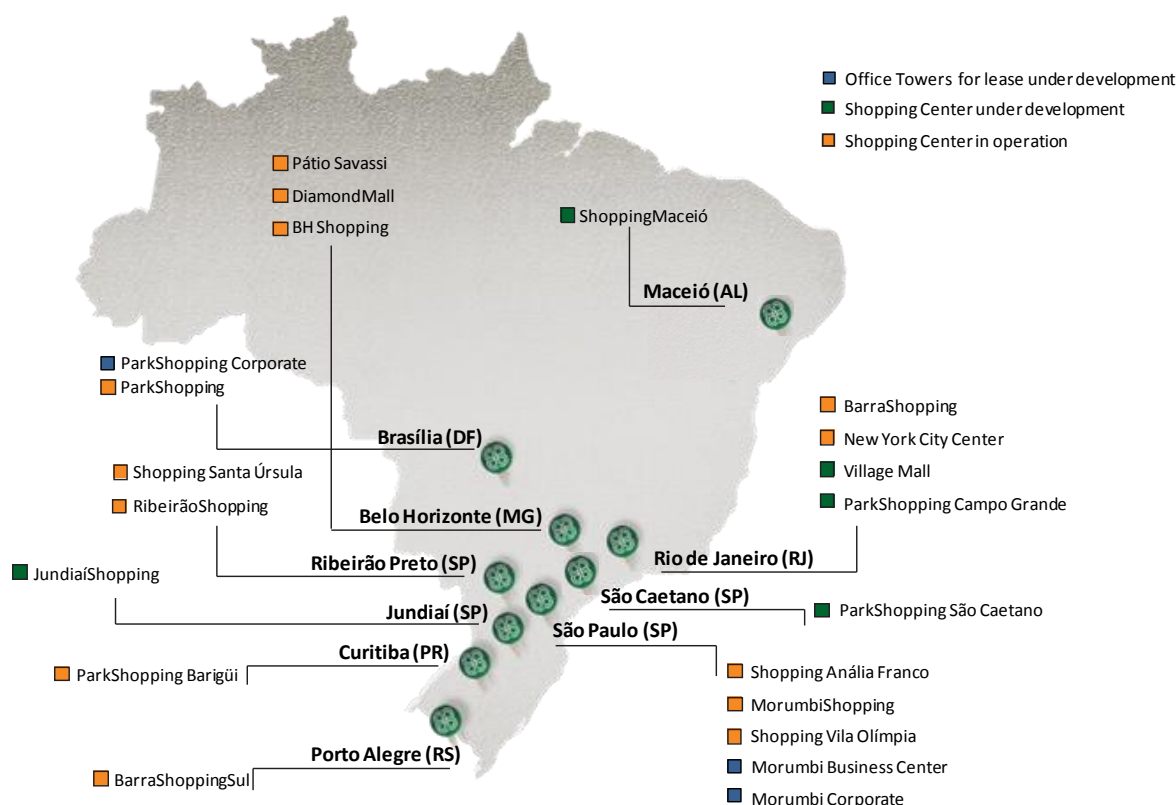 Office Towers for lease under development
Shopping Center under development
Shopping Center in operation
Pátio Savassi
DiamondMall
BH Shopping
ShoppingMaceió
Maceió (AL)
ParkShopping Corporate
ParkShopping
Brasília (DF)
BarraShopping
New York City Center
Village Mall
ParkShopping Campo Grande
Shopping Santa Úrsula
RibeirãoShopping
Belo Horizonte (MG)
Ribeirão Preto (SP)
Rio de Janeiro (RJ)
JundiaíShopping
Jundiaí (SP)
São Caetano (SP)
ParkShopping São Caetano
São Paulo (SP)
Curitiba (PR)
ParkShopping Barigüi
Shopping Anália Franco
MorumbiShopping
Shopping Vila Olímpia
Morumbi Business Center
Morumbi Corporate
Porto Alegre (RS)
BarraShoppingSul